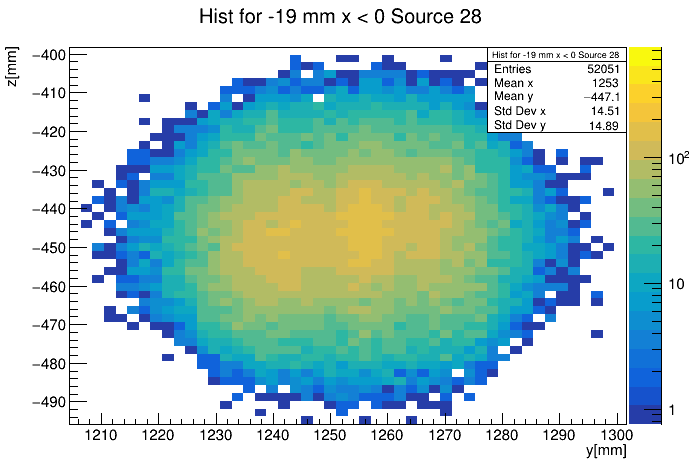 Hist for -19 mm x < 0 Source 28
z[mm]
Hist for -19 mm x < 0 Source 28
Entries 52051
Mean x 1253
Mean y −447.1
Std Dev x 14.51
Std Dev y 14.89
−400
−410
−420
−430
−440
−450
−460
−470
−480
−490
10²
10
1
1210 1220 1230 1240 1250 1260 1270 1280 1290 1300
y[mm]